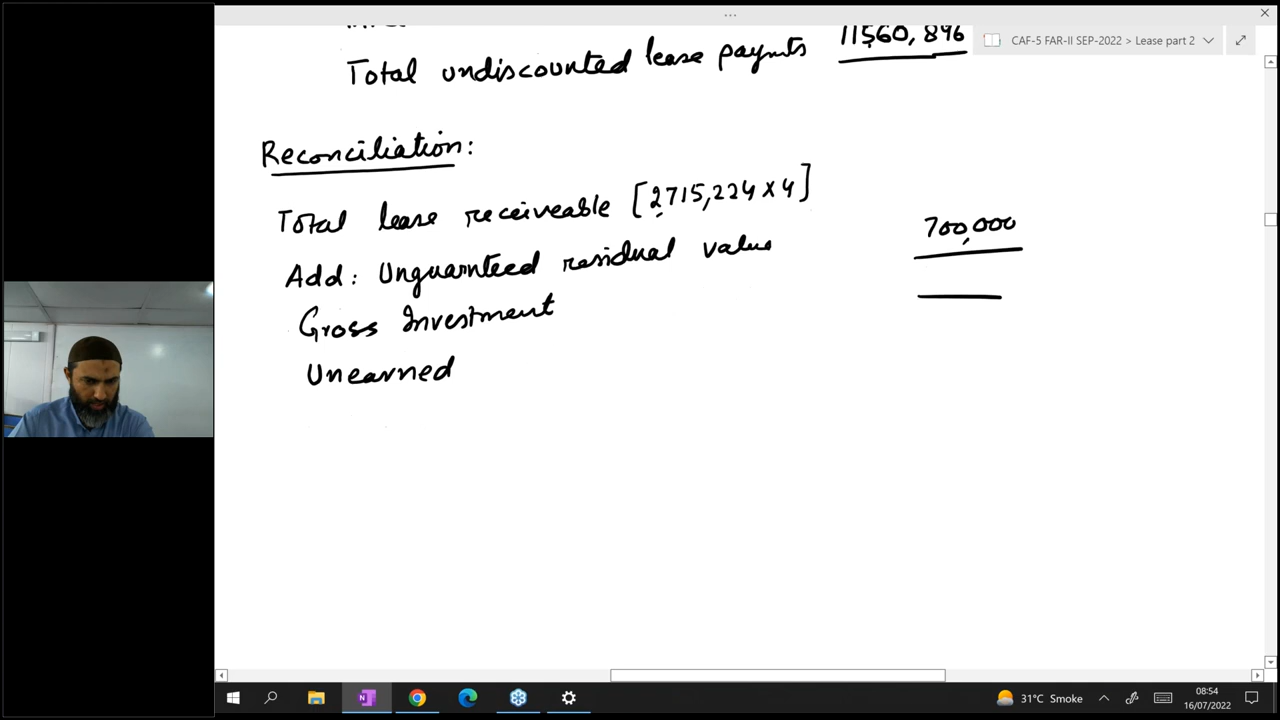 11560,896
CAF-5 FAR-II SEP-2022 > Lease part 2
Total undiscounted lease paymts
Reconciliation:
Total lease receiveable [2715,224 x 4]
700,000
Add: Unguarnteed residual value
Gross Investment
Unearned
31°C Smoke
08:54
16/07/2022